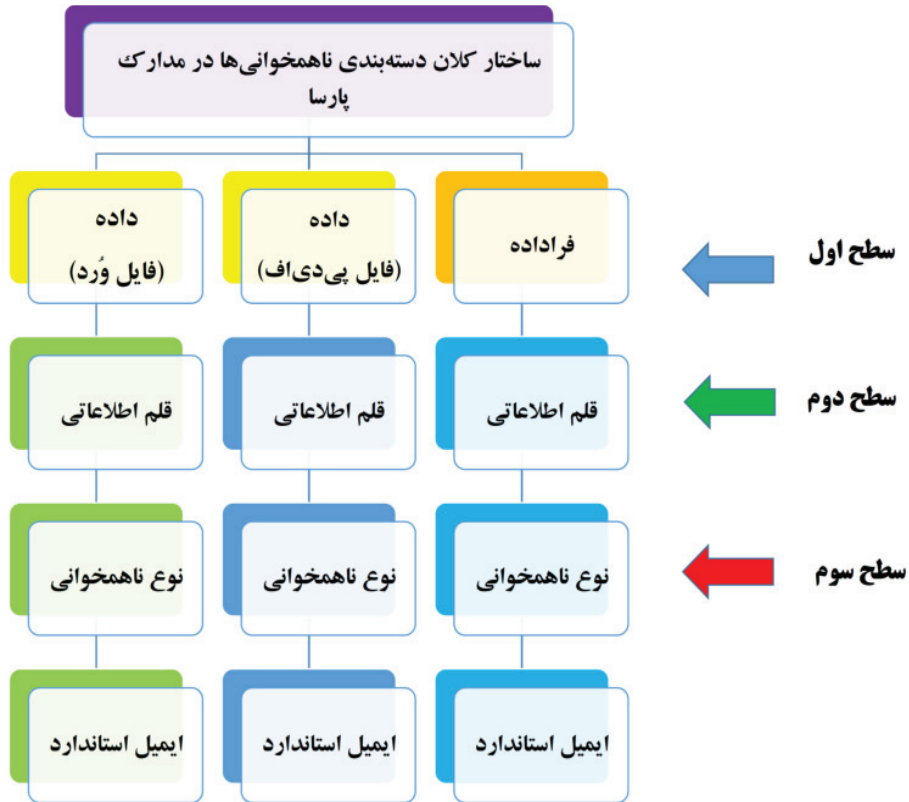 ساختار کلان دسته‌بندی ناهمخوانی‌ها در مدارک
پارسا
فراداده
داده
(فایل پی‌دی‌اف)
داده
(فایل وُرد)
سطح اول
قلم اطلاعاتی
قلم اطلاعاتی
قلم اطلاعاتی
سطح دوم
نوع ناهمخوانی
نوع ناهمخوانی
نوع ناهمخوانی
سطح سوم
ایمیل استاندارد
ایمیل استاندارد
ایمیل استاندارد